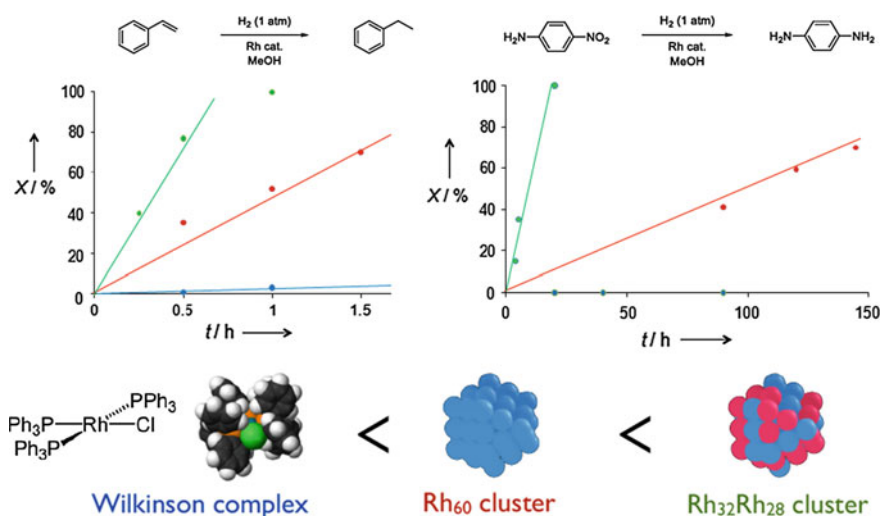 H₂ (1 atm)
Rh cat.
MeOH
H₂N
NO₂
H₂ (1 atm)
Rh cat.
MeOH
H₂N
NH₂
100
80
60
40
20
0
X / %
0 0.5 1 1.5
t / h
100
80
60
40
20
0
X / %
0 50 100 150
t / h
PPh₃
Ph₃P Rh Cl
Ph₃P
< <
Wilkinson complex Rh₆₀ cluster Rh₃₂Rh₂₈ cluster